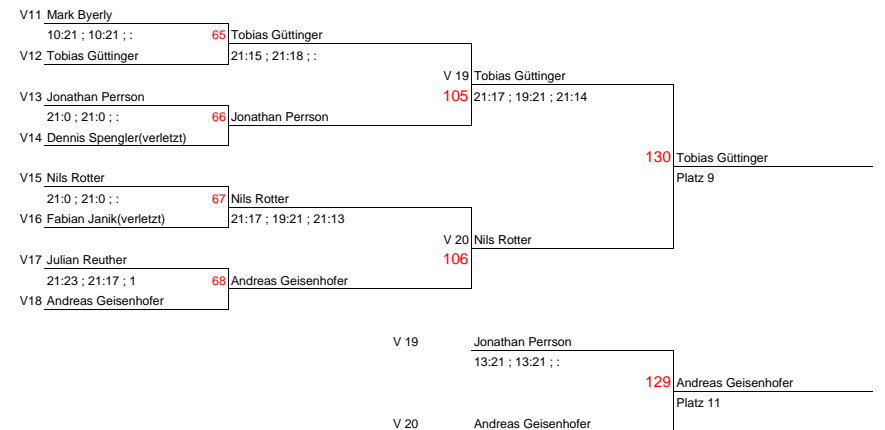 V11 Mark Byerly
10:21 ; 10:21 ; :
65 Tobias Güttinger
V12 Tobias Güttinger
21:15 ; 21:18 ; :
V 19 Tobias Güttinger
V13 Jonathan Perrson
105 21:17 ; 19:21 ; 21:14
21:0 ; 21:0 ; :
66 Jonathan Perrson
V14 Dennis Spengler(verletzt)
130 Tobias Güttinger
V15 Nils Rotter
Platz 9
21:0 ; 21:0 ; :
67 Nils Rotter
V16 Fabian Janik(verletzt)
21:17 ; 19:21 ; 21:13
V 20 Nils Rotter
V17 Julian Reuther
106
21:23 ; 21:17 ; 1
68 Andreas Geisenhofer
V18 Andreas Geisenhofer
V 19 Jonathan Perrson
13:21 ; 13:21 ; :
129 Andreas Geisenhofer
Platz 11
V 20 Andreas Geisenhofer